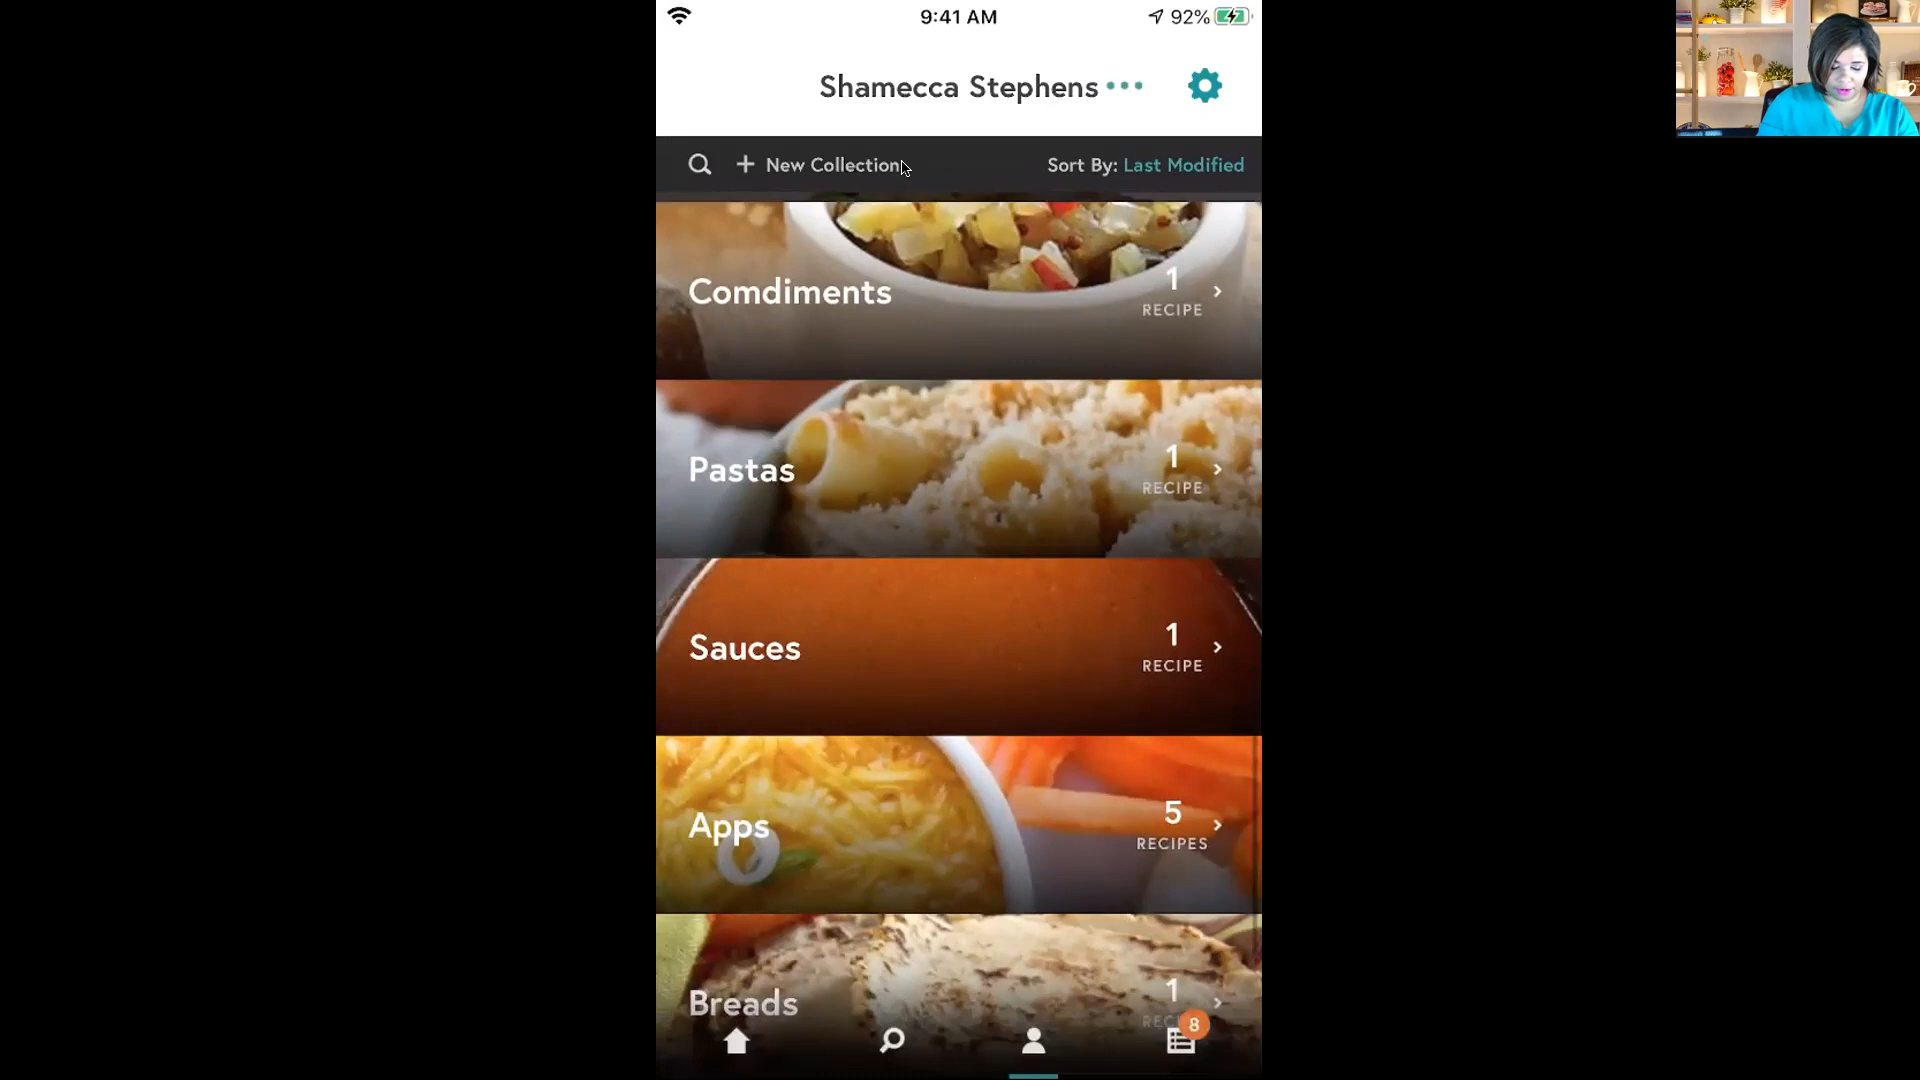 9:41 AM
92%
Shamecca Stephens
New Collection
Sort By: Last Modified
Comdiments
1
RECIPE
Pastas
1
RECIPE
Sauces
1
RECIPE
Apps
5
RECIPES
Breads
1
8